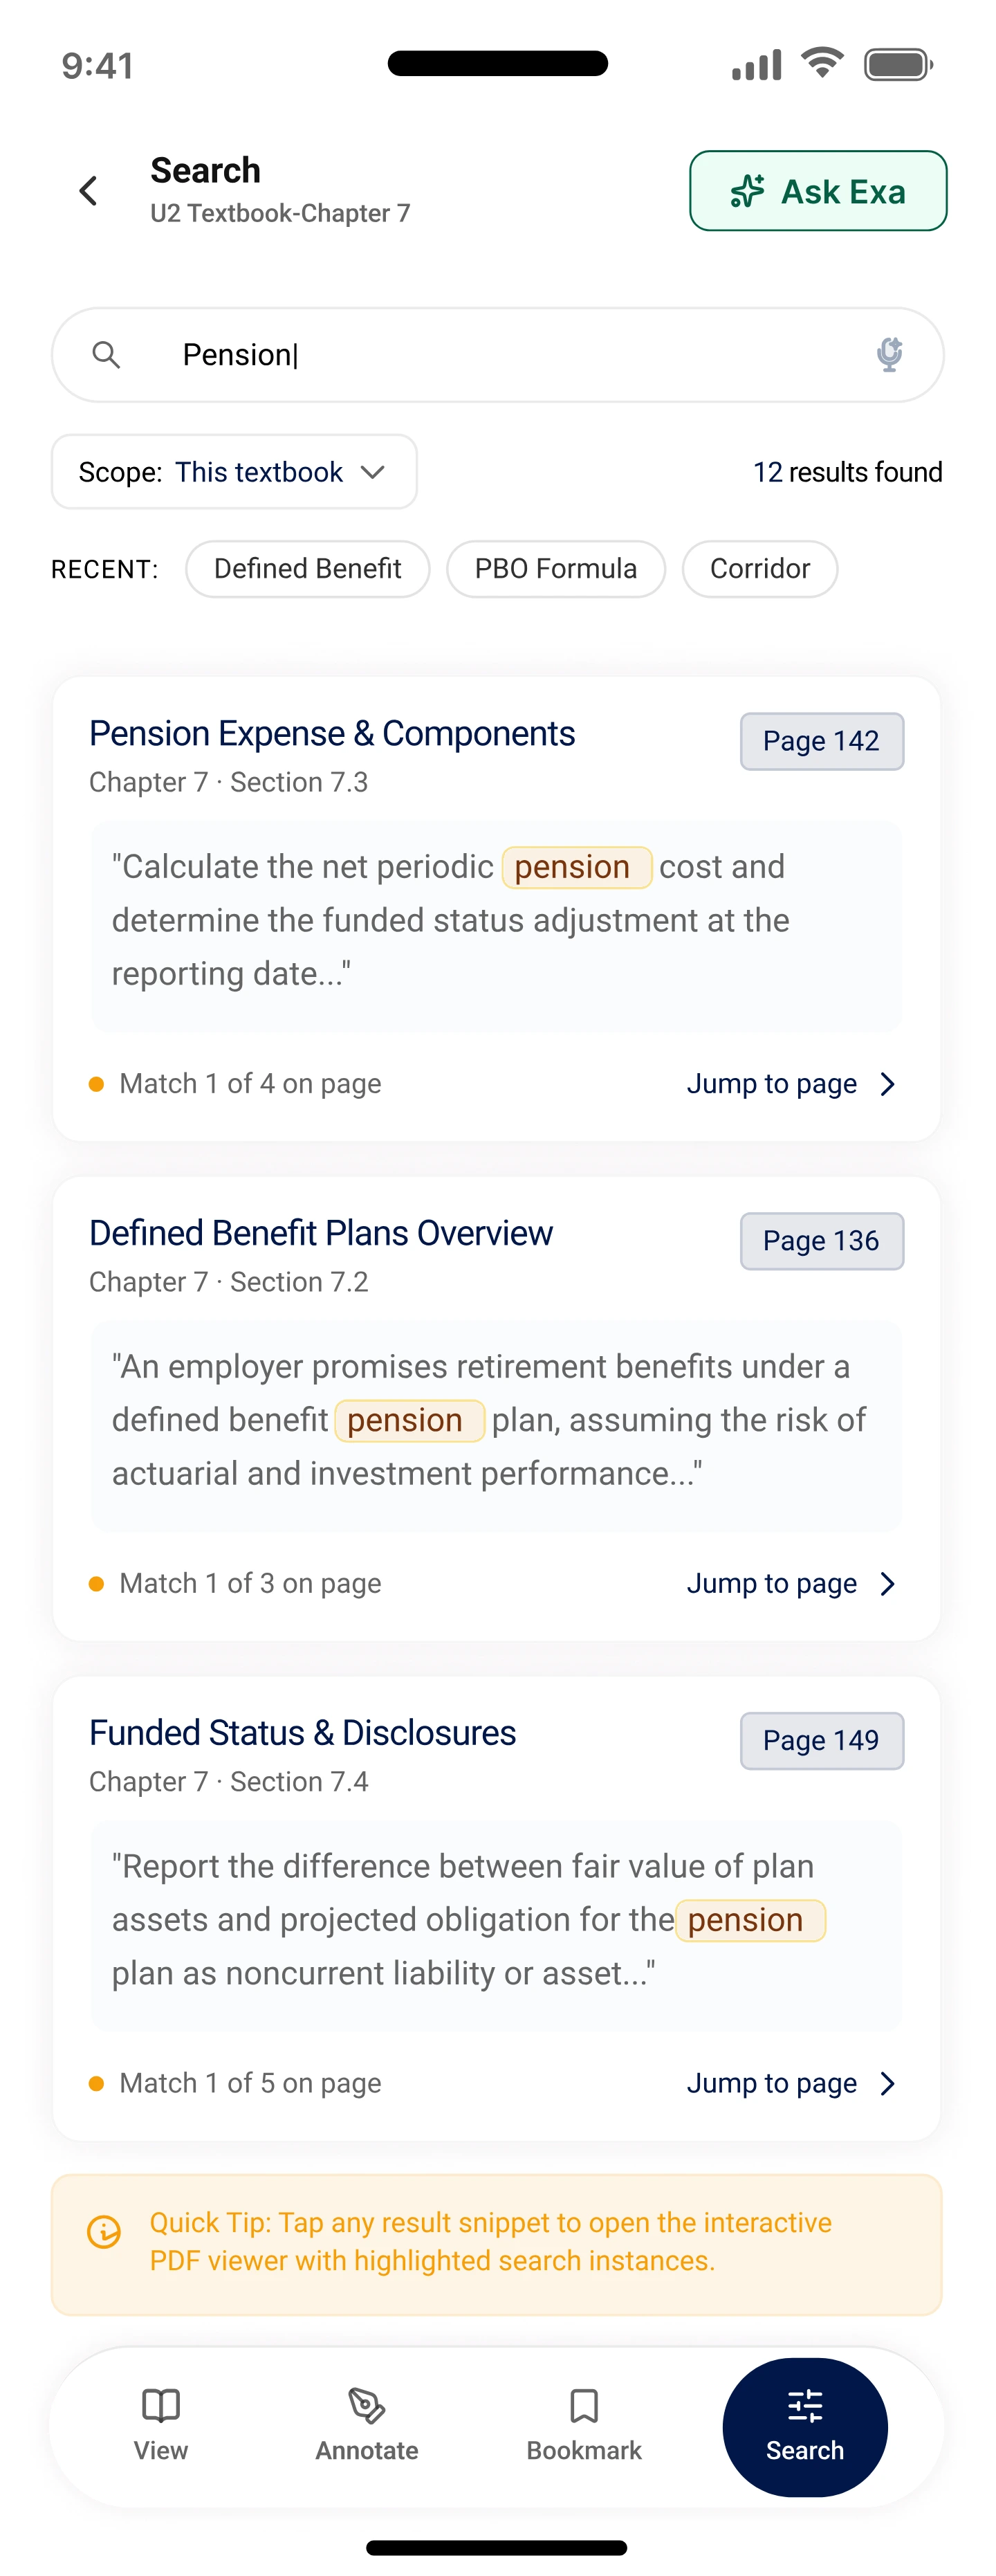 9:41
Search
U2 Textbook-Chapter 7
Ask Exa
Pension|
Scope: This textbook
12 results found
RECENT: Defined Benefit PBO Formula Corridor
Pension Expense & Components
Page 142
Chapter 7 · Section 7.3
"Calculate the net periodic pension cost and
determine the funded status adjustment at the
reporting date..."
Match 1 of 4 on page
Jump to page
Defined Benefit Plans Overview
Page 136
Chapter 7 · Section 7.2
"An employer promises retirement benefits under a
defined benefit pension plan, assuming the risk of
actuarial and investment performance..."
Match 1 of 3 on page
Jump to page
Funded Status & Disclosures
Page 149
Chapter 7 · Section 7.4
"Report the difference between fair value of plan
assets and projected obligation for the pension
plan as noncurrent liability or asset..."
Match 1 of 5 on page
Jump to page
Quick Tip: Tap any result snippet to open the interactive
PDF viewer with highlighted search instances.
View
Annotate
Bookmark
Search